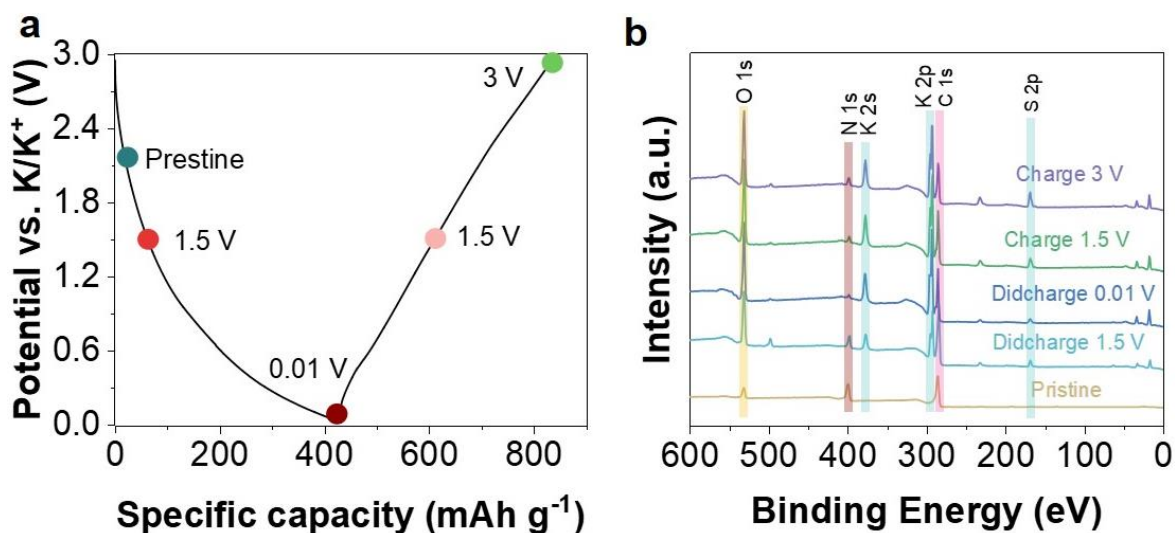 a
Potential vs. K/K⁺ (V)
3.0
2.4
1.8
1.2
0.6
0.0
3 V
Prestine
1.5 V
1.5 V
0.01 V
0
200
400
600
800
Specific capacity (mAh g⁻¹)
b
Intensity (a.u.)
O 1s
N 1s
K 2s
K 2p
C 1s
S 2p
Charge 3 V
Charge 1.5 V
Didcharge 0.01 V
Didcharge 1.5 V
Pristine
600
500
400
300
200
100
0
Binding Energy (eV)